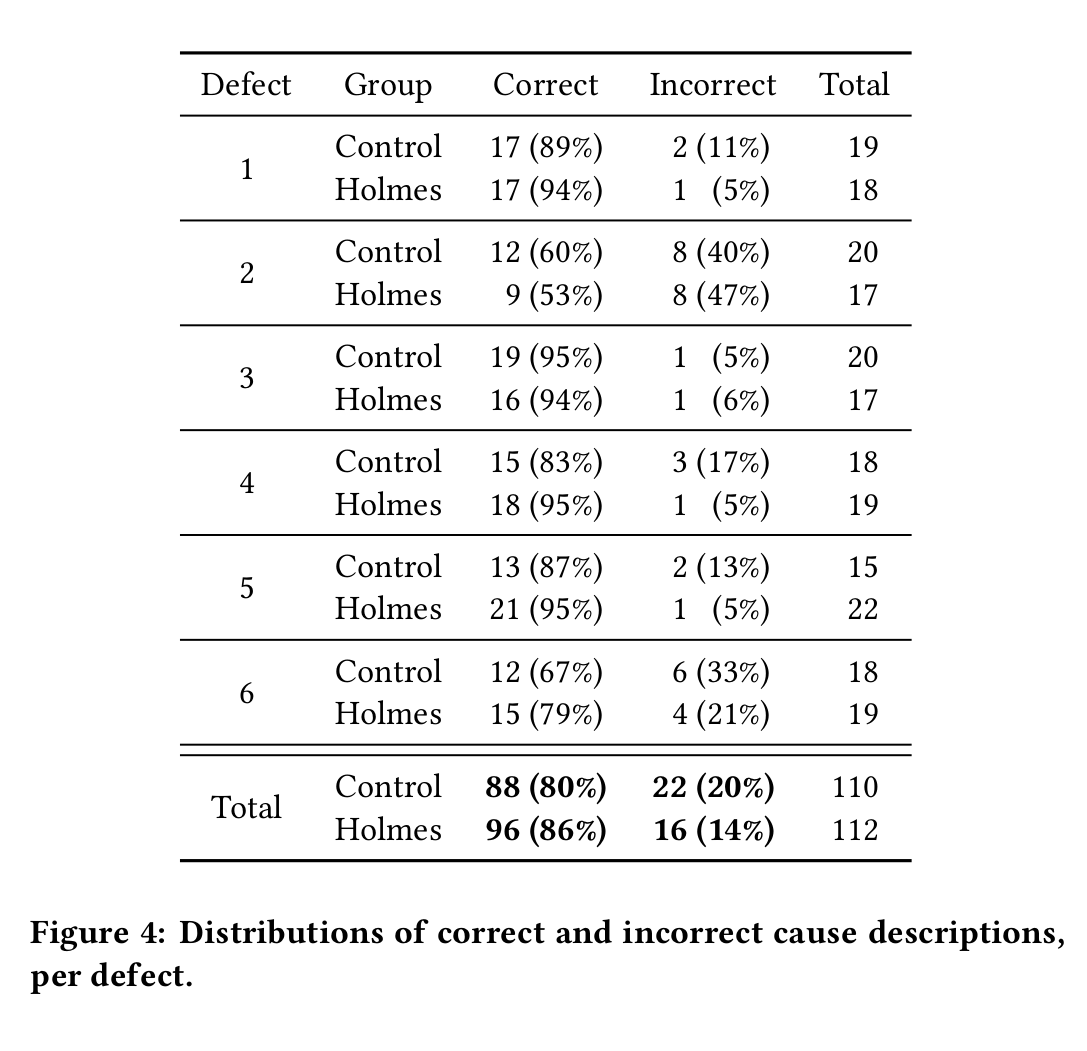 Defect Group Correct Incorrect Total
1 Control 17 (89%) 2 (11%) 19
Holmes 17 (94%) 1 (5%) 18
2 Control 12 (60%) 8 (40%) 20
Holmes 9 (53%) 8 (47%) 17
3 Control 19 (95%) 1 (5%) 20
Holmes 16 (94%) 1 (6%) 17
4 Control 15 (83%) 3 (17%) 18
Holmes 18 (95%) 1 (5%) 19
5 Control 13 (87%) 2 (13%) 15
Holmes 21 (95%) 1 (5%) 22
6 Control 12 (67%) 6 (33%) 18
Holmes 15 (79%) 4 (21%) 19
Total Control 88 (80%) 22 (20%) 110
Holmes 96 (86%) 16 (14%) 112
Figure 4: Distributions of correct and incorrect cause descriptions,
per defect.